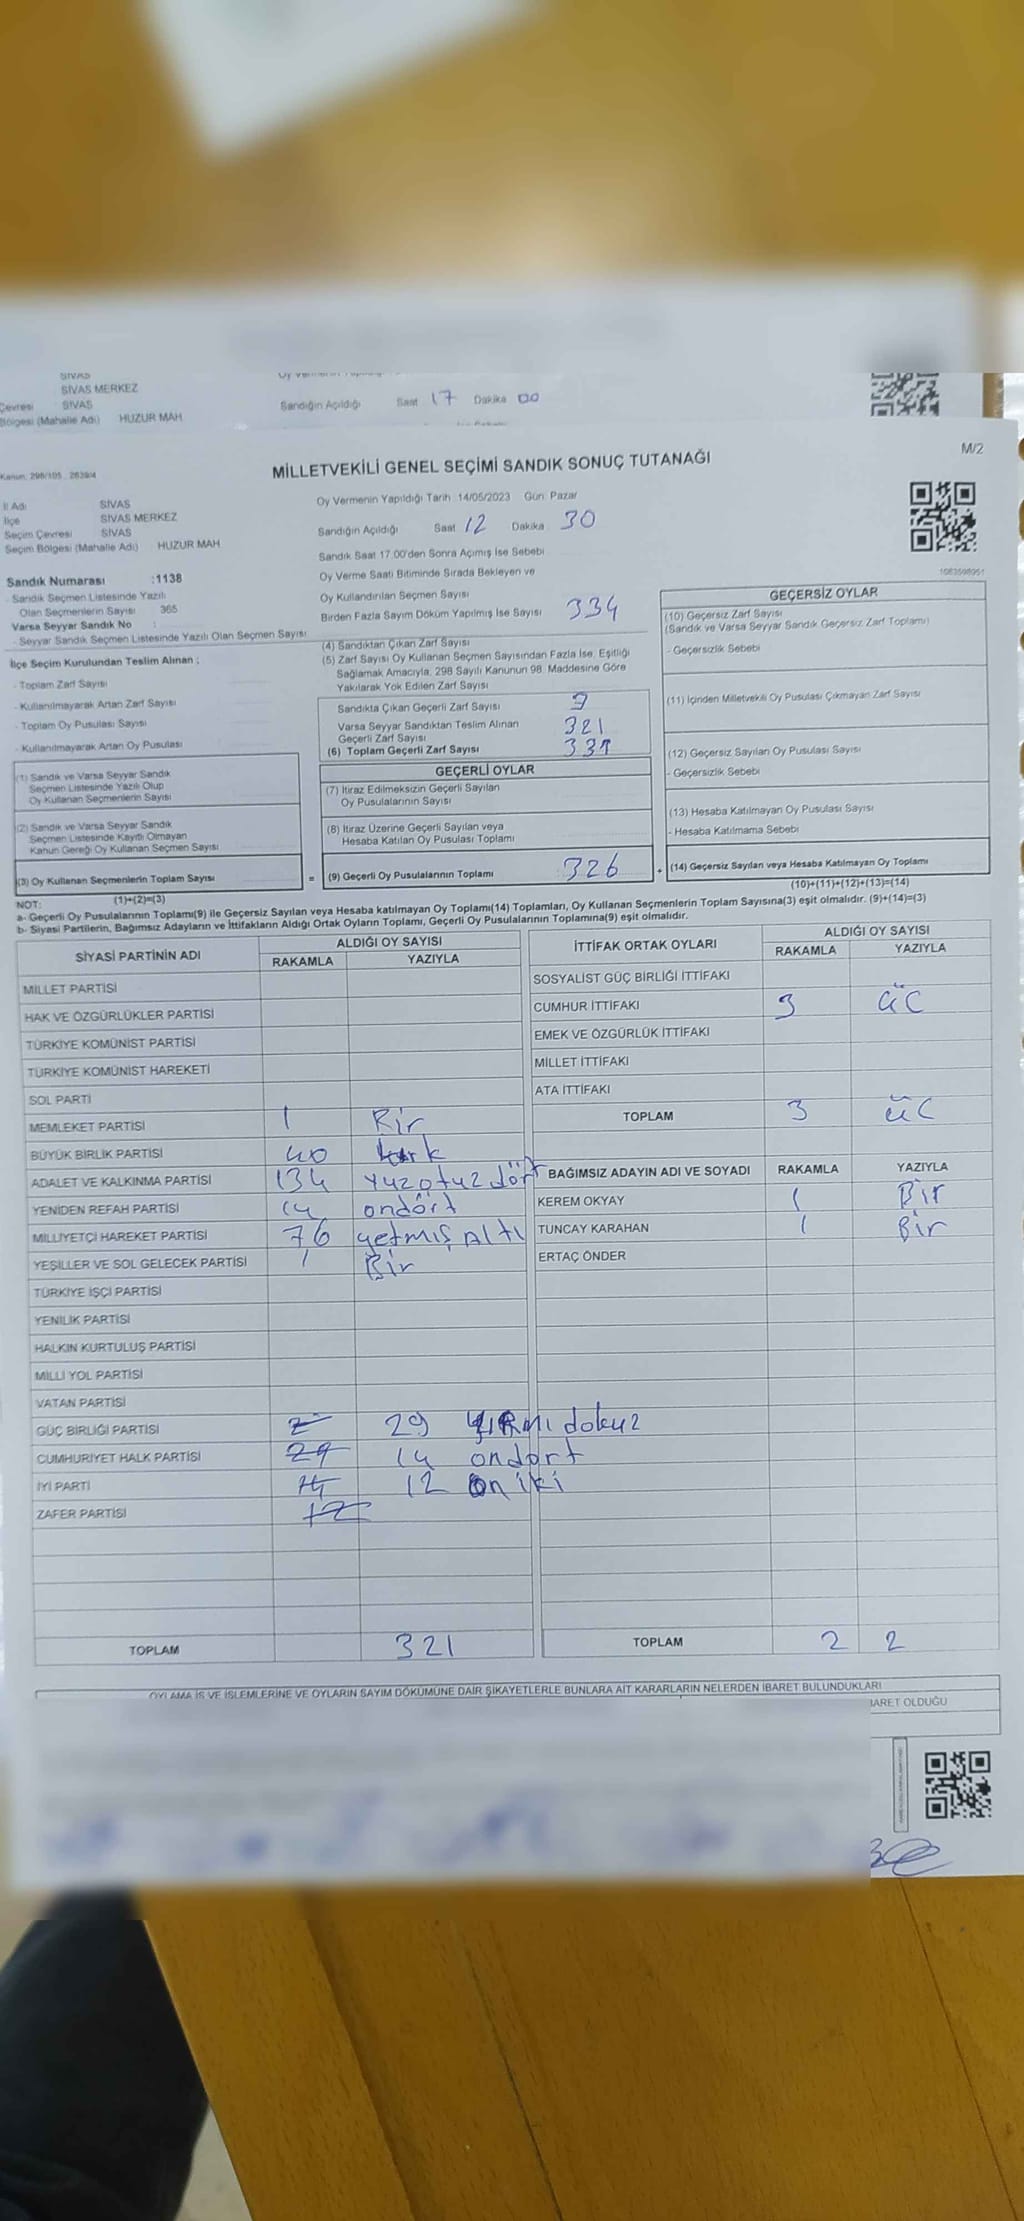 SİVAS
SİVAS MERKEZ
Çevresi SİVAS
Bölgesi (Mahalle Adı) HUZUR MAH
Sandığın Açıldığı Saat 17 Dakika 00
M/2
MİLLETVEKİLİ GENEL SEÇİMİ SANDIK SONUÇ TUTANAĞI
İl Adı SİVAS
İlçe SİVAS MERKEZ
Seçim Çevresi SİVAS
Seçim Bölgesi (Mahalle Adı) HUZUR MAH
Sandık Numarası :1138
- Sandık Seçmen Listesinde Yazılı
Olan Seçmenlerin Sayısı 365
Varsa Seyyar Sandık No :
- Seyyar Sandık Seçmen Listesinde Yazılı Olan Seçmen Sayısı
İlçe Seçim Kurulundan Teslim Alınan ;
- Toplam Zarf Sayısı
- Kullanılmayarak Artan Zarf Sayısı
- Toplam Oy Pusulası Sayısı
- Kullanılmayarak Artan Oy Pusulası
(1) Sandık ve Varsa Seyyar Sandık
Seçmen Listesinde Yazılı Olup
Oy Kullanan Seçmenlerin Sayısı
(2) Sandık ve Varsa Seyyar Sandık
Seçmen Listesinde Kayıtlı Olmayan
Kanun Gereği Oy Kullanan Seçmen Sayısı
(3) Oy Kullanan Seçmenlerin Toplam Sayısı
(1)+(2)=(3)
Oy Vermenin Yapıldığı Tarih 14/05/2023 Gün: Pazar
Sandığın Açıldığı Saat 12 Dakika 30
Sandık Saat 17.00'den Sonra Açımış İse Sebebi
Oy Verme Saati Bitiminde Sırada Bekleyen ve
Oy Kullandırılan Seçmen Sayısı
Birden Fazla Sayım Döküm Yapılmış İse Sayısı 334
(4) Sandıktan Çıkan Zarf Sayısı
(5) Zarf Sayısı Oy Kullanan Seçmen Sayısından Fazla İse, Eşitliği
Sağlamak Amacıyla; 298 Sayılı Kanunun 98. Maddesine Göre
Yakılarak Yok Edilen Zarf Sayısı
Sandıkta Çıkan Geçerli Zarf Sayısı 9
Varsa Seyyar Sandıktan Teslim Alınan 321
Geçerli Zarf Sayısı
(6) Toplam Geçerli Zarf Sayısı 331
GEÇERLİ OYLAR
(7) İtiraz Edilmeksizin Geçerli Sayılan
Oy Pusulalarının Sayısı
(8) İtiraz Üzerine Geçerli Sayılan veya
Hesaba Katılan Oy Pusulası Toplamı
= (9) Geçerli Oy Pusulalarının Toplamı 326 +
1063598951
GEÇERSİZ OYLAR
(10) Geçersiz Zarf Sayısı
(Sandık ve Varsa Seyyar Sandık Geçersiz Zarf Toplamı)
- Geçersizlik Sebebi
(11) İçinden Milletvekili Oy Pusulası Çıkmayan Zarf Sayısı
(12) Geçersiz Sayılan Oy Pusulası Sayısı
- Geçersizlik Sebebi
(13) Hesaba Katılmayan Oy Pusulası Sayısı
- Hesaba Katılmama Sebebi
(14) Geçersiz Sayılan veya Hesaba Katılmayan Oy Toplamı
(10)+(11)+(12)+(13)=(14)
NOT:
a- Geçerli Oy Pusulalarının Toplamı(9) ile Geçersiz Sayılan veya Hesaba katılmayan Oy Toplamı(14) Toplamları, Oy Kullanan Seçmenlerin Toplam Sayısına(3) eşit olmalıdır. (9)+(14)=(3)
b- Siyasi Partilerin, Bağımsız Adayların ve İttifakların Aldığı Ortak Oyların Toplamı, Geçerli Oy Pusulalarının Toplamına(9) eşit olmalıdır.
SİYASİ PARTİNİN ADI ALDIĞI OY SAYISI
RAKAMLA YAZIYLA
MİLLET PARTİSİ
HAK VE ÖZGÜRLÜKLER PARTİSİ
TÜRKİYE KOMÜNİST PARTİSİ
TÜRKİYE KOMÜNİST HAREKETİ
SOL PARTİ
MEMLEKET PARTİSİ 1 Bir
BÜYÜK BİRLİK PARTİSİ 40 kırk
ADALET VE KALKINMA PARTİSİ 134 yuzotuzdört
YENİDEN REFAH PARTİSİ 14 ondört
MİLLİYETÇİ HAREKET PARTİSİ 76 yetmiş Altı
YEŞİLLER VE SOL GELECEK PARTİSİ 1 Bir
TÜRKİYE İŞÇİ PARTİSİ
YENİLİK PARTİSİ
HALKIN KURTULUŞ PARTİSİ
MİLLİ YOL PARTİSİ
VATAN PARTİSİ
GÜÇ BİRLİĞİ PARTİSİ 29 YİRMİ dokuz
CUMHURİYET HALK PARTİSİ 29 14 ondört
İYİ PARTİ 14 12 on iki
ZAFER PARTİSİ 12
TOPLAM 321
İTTİFAK ORTAK OYLARI ALDIĞI OY SAYISI
RAKAMLA YAZIYLA
SOSYALİST GÜÇ BİRLİĞİ İTTİFAKI
CUMHUR İTTİFAKI 3 üç
EMEK VE ÖZGÜRLÜK İTTİFAKI
MİLLET İTTİFAKI
ATA İTTİFAKI
TOPLAM 3 üç
BAĞIMSIZ ADAYIN ADI VE SOYADI RAKAMLA YAZIYLA
KEREM OKYAY 1 Bir
TUNCAY KARAHAN 1 Bir
ERTAÇ ÖNDER
TOPLAM 2 2
OYLAMA İŞ VE İŞLEMLERİNE VE OYLARIN SAYIM DÖKÜMÜNE DAİR ŞİKAYETLERLE BUNLARA AİT KARARLARIN NELERDEN İBARET BULUNDUKLARI
İBARET OLDUĞU